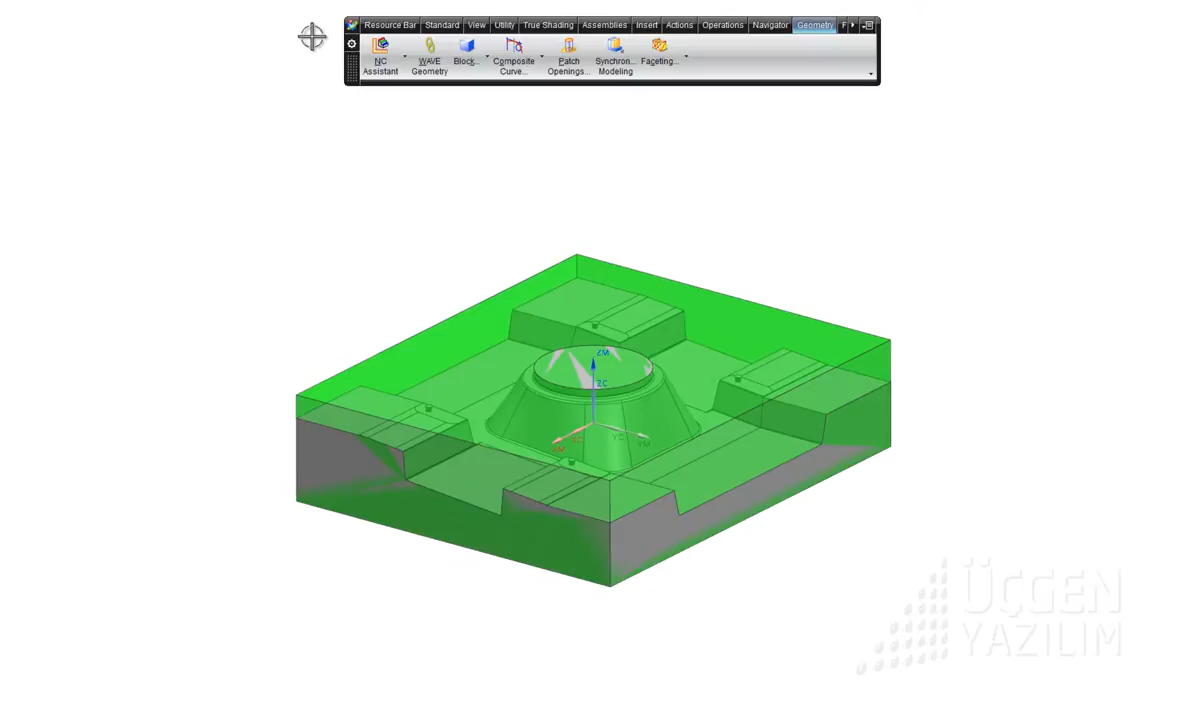 Resource Bar Standard View Utility True Shading Assemblies Insert Actions Operations Navigator Geometry F
NC Assistant
WAVE Geometry
Block...
Composite Curve...
Patch Openings...
Synchron... Modeling
Faceting...
ZM
ZC
XC
YC
XM
YM
ÜÇGEN
YAZILIM